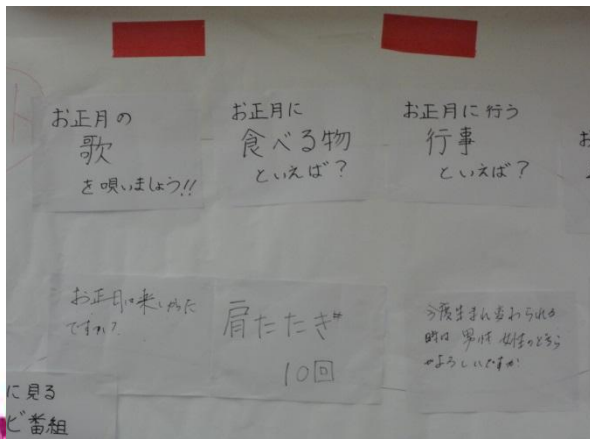 お正月の
歌
を唄いましょう!!
お正月に
食べる物
といえば?
お正月に行う
行事
といえば?
お
お正月は楽しかった
ですか?
肩たたき
10回
今度生まれ変わられる
時は 男性 女性のどちら
がよろしいですか
に見る
ビ番組